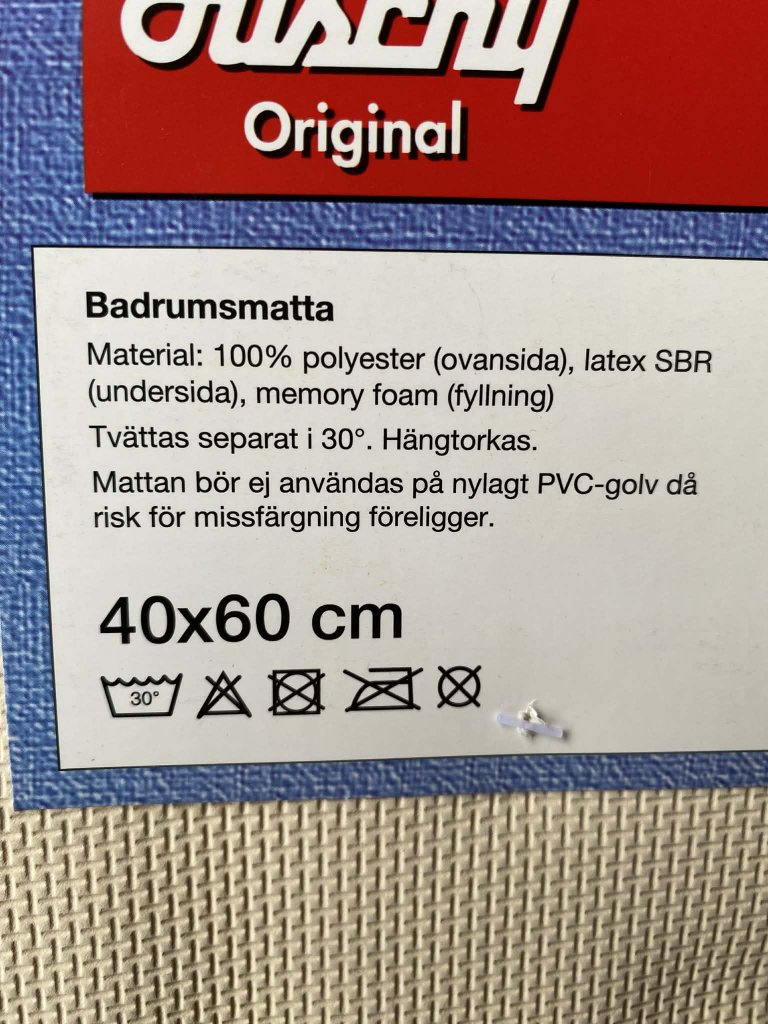 Original
Badrumsmatta
Material: 100% polyester (ovansida), latex SBR
(undersida), memory foam (fyllning)
Tvättas separat i 30°. Hängtorkas.
Mattan bör ej användas på nylagt PVC-golv då
risk för missfärgning föreligger.
40x60 cm
30°